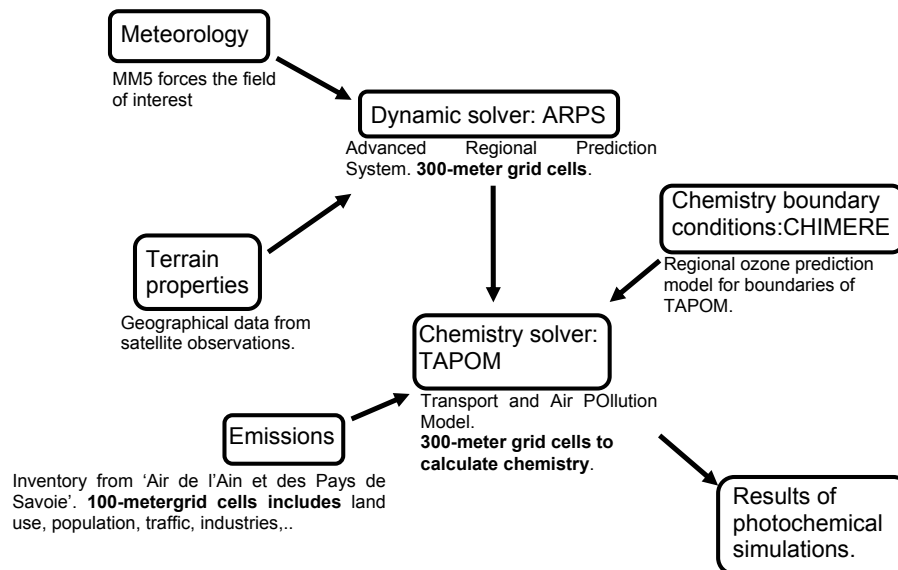 Meteorology
MM5 forces the field
of interest
Dynamic solver: ARPS
Advanced Regional Prediction
System. 300-meter grid cells.
Chemistry boundary
conditions:CHIMERE
Regional ozone prediction
model for boundaries of
TAPOM.
Terrain
properties
Geographical data from
satellite observations.
Chemistry solver:
TAPOM
Transport and Air POllution
Model.
300-meter grid cells to
calculate chemistry.
Emissions
Inventory from ‘Air de l’Ain et des Pays de
Savoie’. 100-metergrid cells includes land
use, population, traffic, industries,..
Results of
photochemical
simulations.